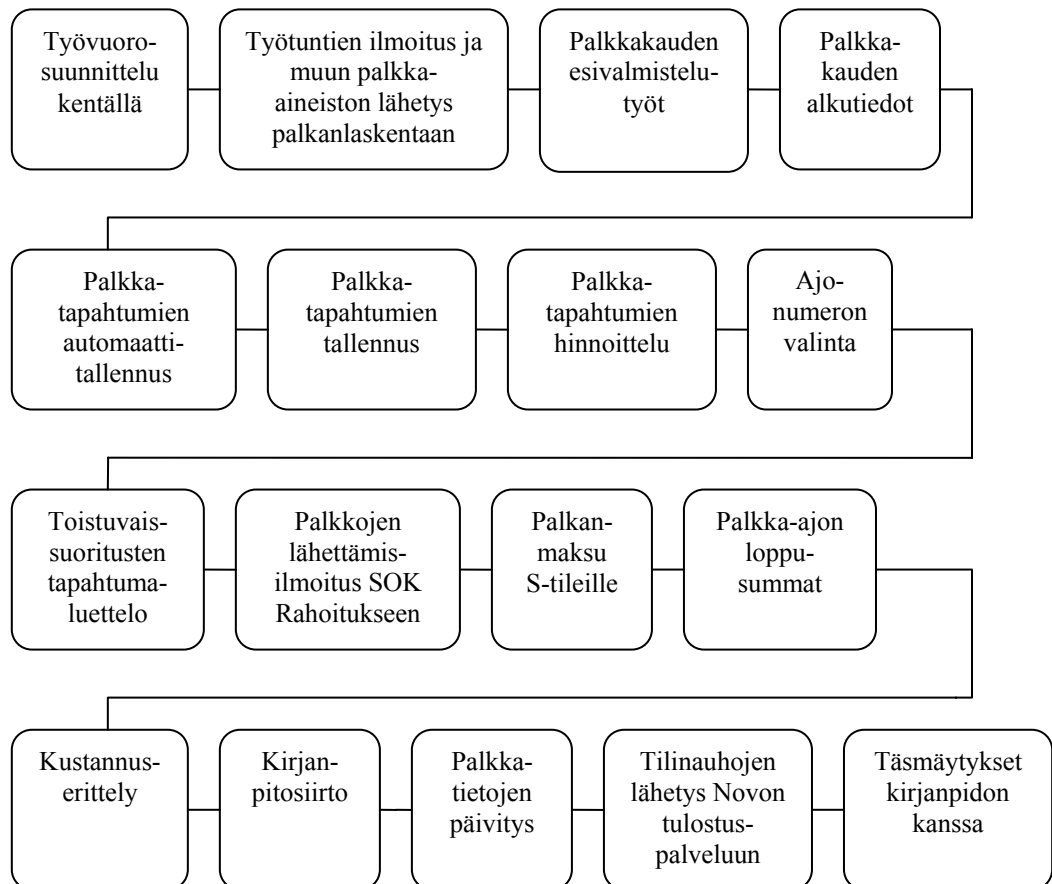 Työvuoro-
suunnittelu
kentällä
Työtuntien ilmoitus ja
muun palkka-
aineiston lähetys
palkanlaskentaan
Palkkakauden
esivalmistelu-
työt
Palkka-
kauden
alkutiedot
Palkka-
tapahtumien
automaatti-
tallennus
Palkka-
tapahtumien
tallennus
Palkka-
tapahtumien
hinnoittelu
Ajo-
numeron
valinta
Toistuvais-
suoritusten
tapahtuma-
luettelo
Palkkojen
lähettämis-
ilmoitus SOK
Rahoitukseen
Palkan-
maksu
S-tileille
Palkka-ajon
loppu-
summat
Kustannus-
erittely
Kirjan-
pitosiirto
Palkka-
tietojen
päivitys
Tilinauhojen
lähetys Novon
tulostus-
palveluun
Täsmäytykset
kirjanpidon
kanssa